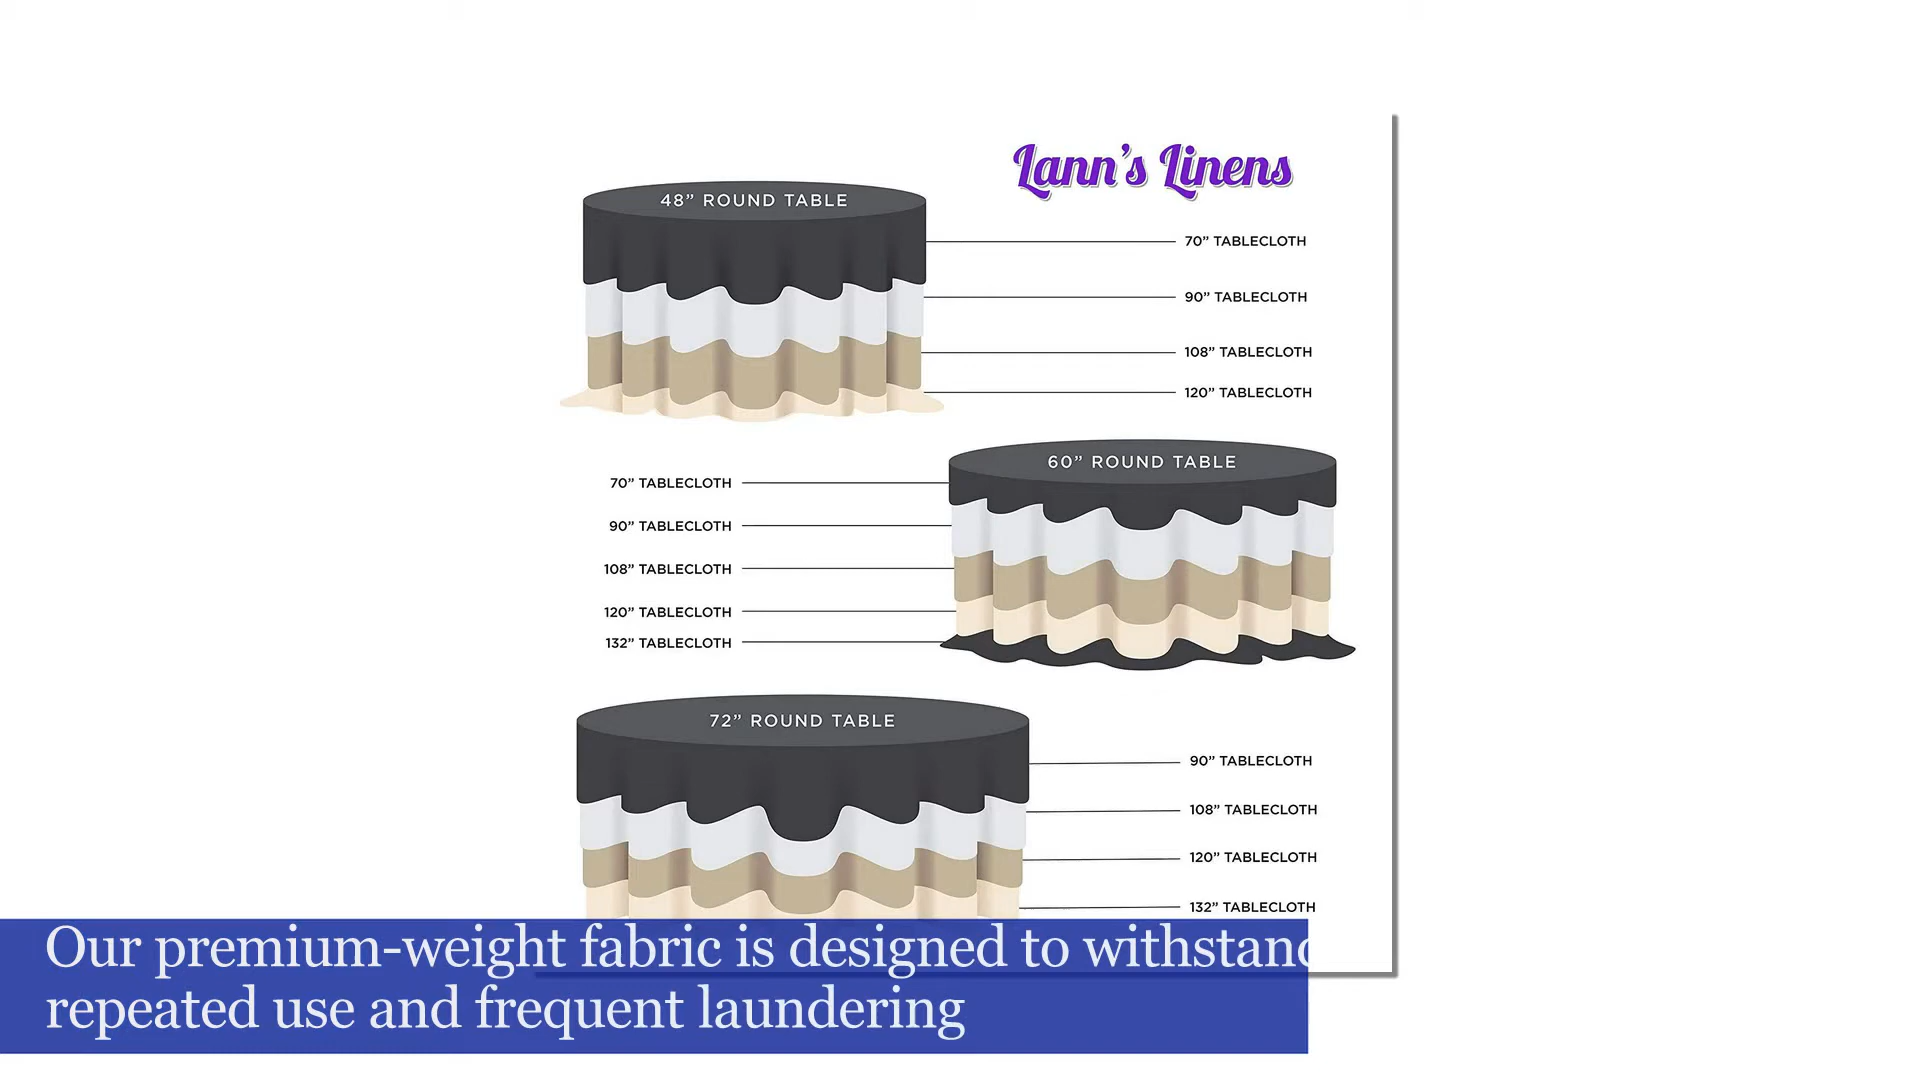 Lann's Linens
48” ROUND TABLE
70” TABLECLOTH
90” TABLECLOTH
108” TABLECLOTH
120” TABLECLOTH
60” ROUND TABLE
70” TABLECLOTH
90” TABLECLOTH
108” TABLECLOTH
120” TABLECLOTH
132” TABLECLOTH
72” ROUND TABLE
90” TABLECLOTH
108” TABLECLOTH
120” TABLECLOTH
132” TABLECLOTH
Our premium-weight fabric is designed to withstand
repeated use and frequent laundering